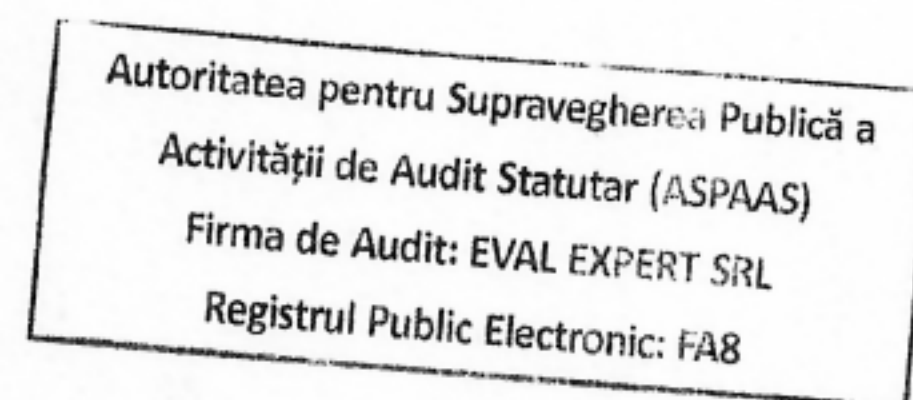 Autoritatea pentru Supravegherea Publică a
Activității de Audit Statutar (ASPAAS)
Firma de Audit: EVAL EXPERT SRL
Registrul Public Electronic: FA8